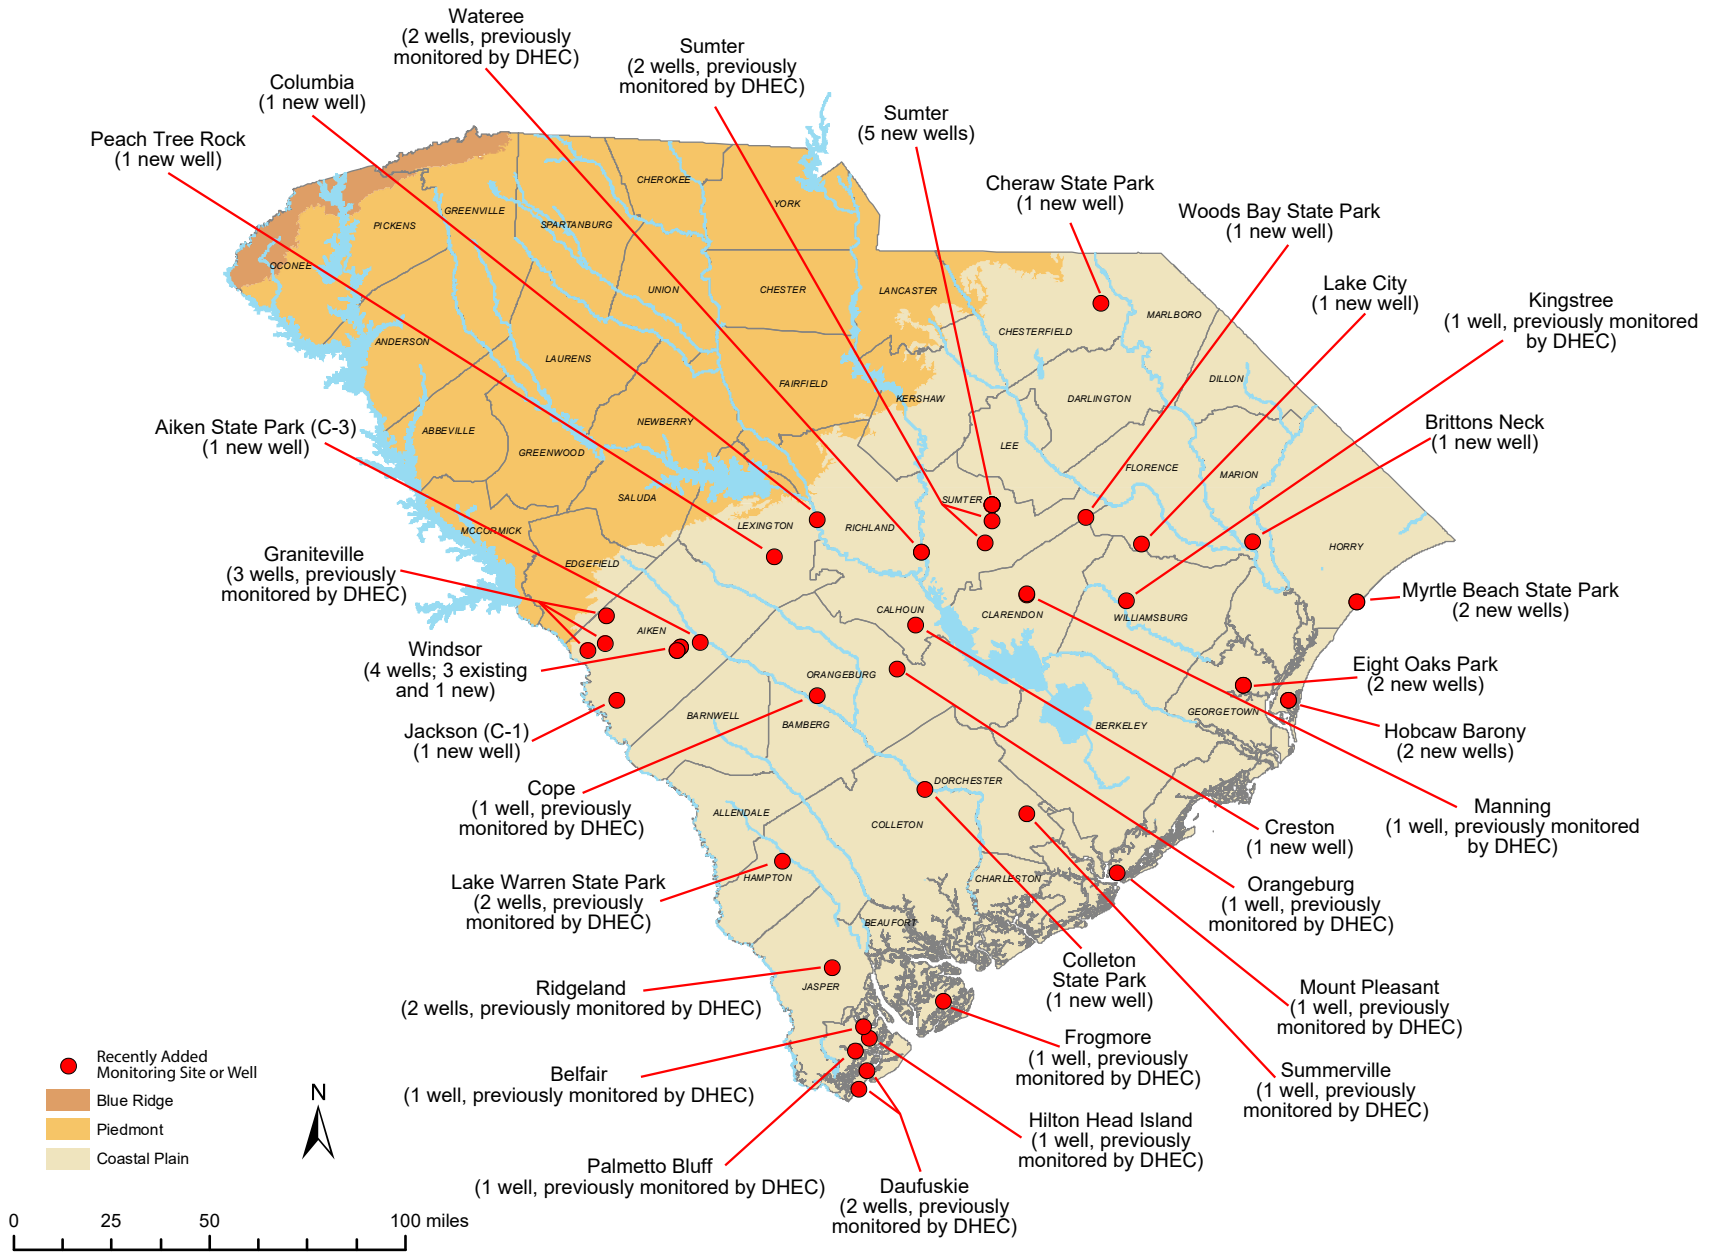 Wateree
(2 wells, previously
monitored by DHEC)
Sumter
(2 wells, previously
monitored by DHEC)
Columbia
(1 new well)
Sumter
(5 new wells)
Peach Tree Rock
(1 new well)
Cheraw State Park
(1 new well)
Woods Bay State Park
(1 new well)
Lake City
(1 new well)
Kingstree
(1 well, previously monitored
by DHEC)
Brittons Neck
(1 new well)
Aiken State Park (C-3)
(1 new well)
Graniteville
(3 wells, previously
monitored by DHEC)
Windsor
(4 wells; 3 existing
and 1 new)
Jackson (C-1)
(1 new well)
Cope
(1 well, previously
monitored by DHEC)
Lake Warren State Park
(2 wells, previously
monitored by DHEC)
Ridgeland
(2 wells, previously monitored by DHEC)
Belfair
(1 well, previously monitored by DHEC)
Palmetto Bluff
(1 well, previously monitored by DHEC)
Daufuskie
(2 wells, previously
monitored by DHEC)
Hilton Head Island
(1 well, previously
monitored by DHEC)
Frogmore
(1 well, previously
monitored by DHEC)
Colleton
State Park
(1 new well)
Summerville
(1 well, previously
monitored by DHEC)
Mount Pleasant
(1 well, previously
monitored by DHEC)
Orangeburg
(1 well, previously
monitored by DHEC)
Creston
(1 new well)
Manning
(1 well, previously monitored
by DHEC)
Hobcaw Barony
(2 new wells)
Eight Oaks Park
(2 new wells)
Myrtle Beach State Park
(2 new wells)
CHEROKEE
YORK
GREENVILLE
PICKENS
SPARTANBURG
OCONEE
UNION
CHESTER
LANCASTER
CHESTERFIELD
MARLBORO
ANDERSON
LAURENS
FAIRFIELD
KERSHAW
DARLINGTON
DILLON
ABBEVILLE
NEWBERRY
GREENWOOD
LEE
FLORENCE
MARION
SALUDA
SUMTER
MCCORMICK
LEXINGTON
RICHLAND
HORRY
EDGEFIELD
CALHOUN
CLARENDON
WILLIAMSBURG
AIKEN
ORANGEBURG
BARNWELL
BAMBERG
BERKELEY
GEORGETOWN
DORCHESTER
ALLENDALE
COLLETON
HAMPTON
CHARLESTON
BEAUFORT
JASPER
Recently Added
Monitoring Site or Well
Blue Ridge
Piedmont
Coastal Plain
N
0 25 50 100 miles